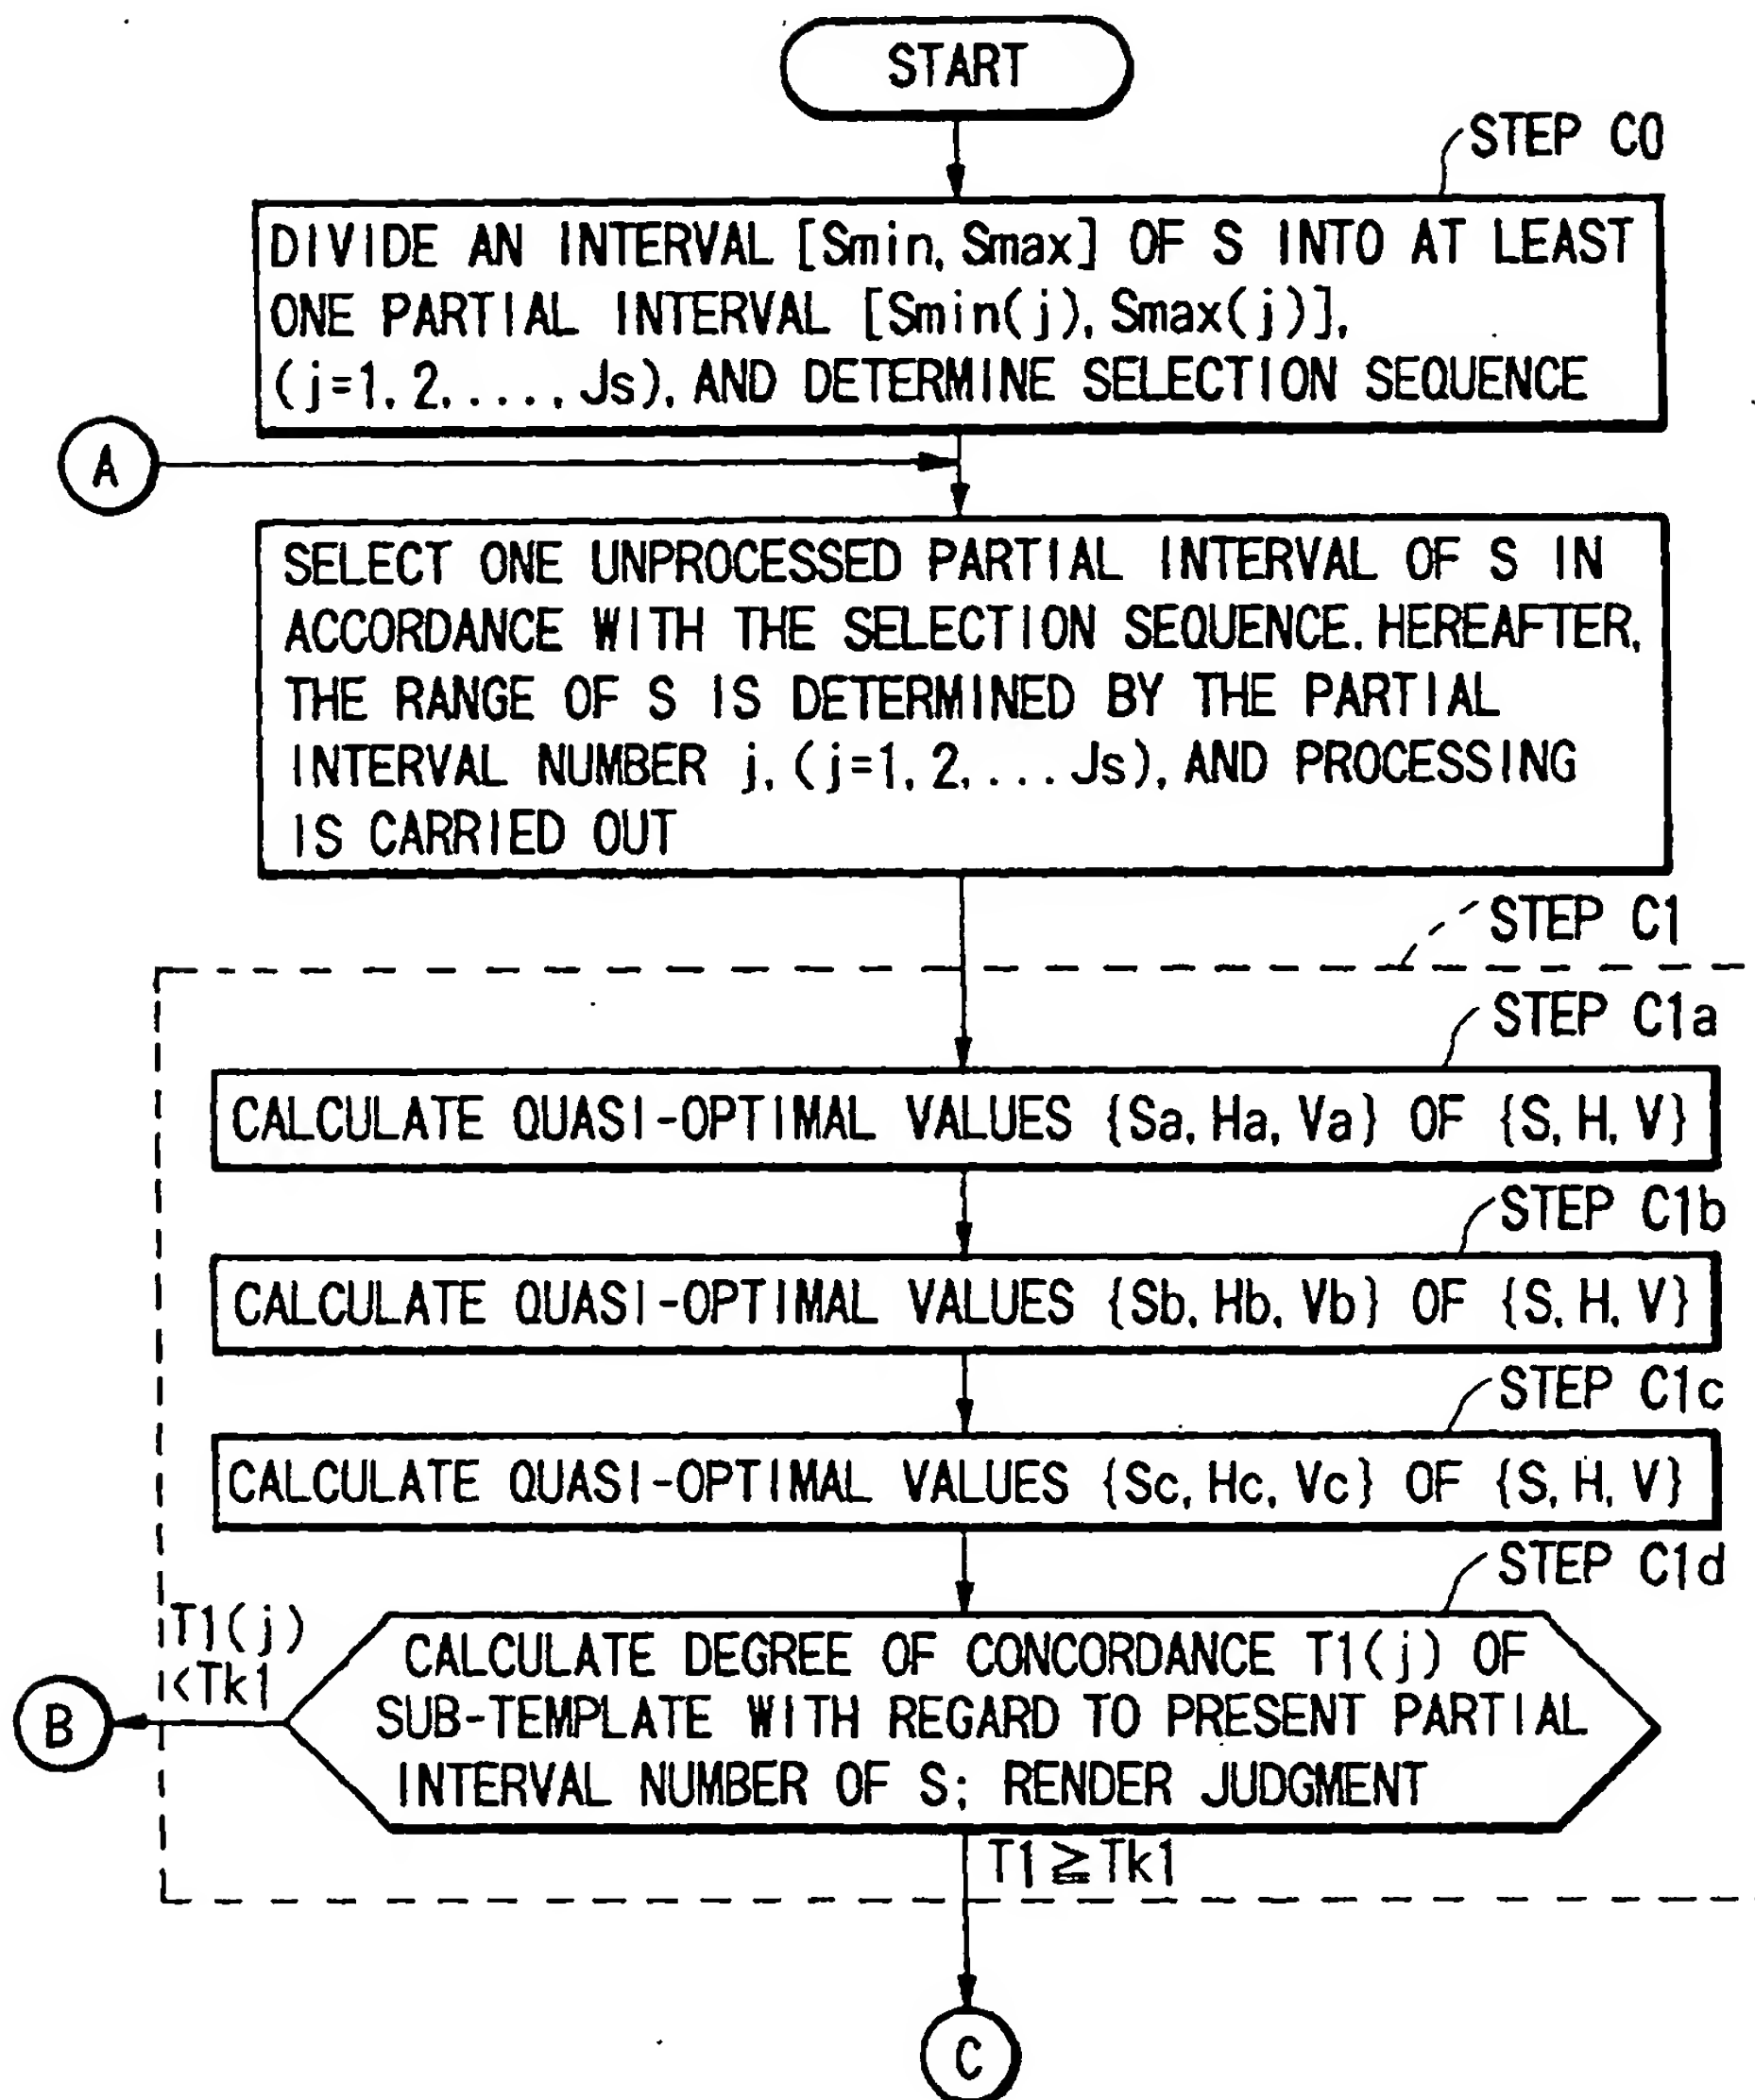 START
STEP C0
DIVIDE AN INTERVAL [Smin, Smax] OF S INTO AT LEAST
ONE PARTIAL INTERVAL [Smin(j), Smax(j)],
(j=1, 2, ...., Js), AND DETERMINE SELECTION SEQUENCE
A
SELECT ONE UNPROCESSED PARTIAL INTERVAL OF S IN
ACCORDANCE WITH THE SELECTION SEQUENCE. HEREAFTER,
THE RANGE OF S IS DETERMINED BY THE PARTIAL
INTERVAL NUMBER j, (j=1, 2, ... Js), AND PROCESSING
IS CARRIED OUT
STEP C1
STEP C1a
CALCULATE QUASI-OPTIMAL VALUES {Sa, Ha, Va} OF {S, H, V}
STEP C1b
CALCULATE QUASI-OPTIMAL VALUES {Sb, Hb, Vb} OF {S, H, V}
STEP C1c
CALCULATE QUASI-OPTIMAL VALUES {Sc, Hc, Vc} OF {S, H, V}
STEP C1d
T1(j)
<Tk1
B
CALCULATE DEGREE OF CONCORDANCE T1(j) OF
SUB-TEMPLATE WITH REGARD TO PRESENT PARTIAL
INTERVAL NUMBER OF S; RENDER JUDGMENT
T1≧Tk1
C